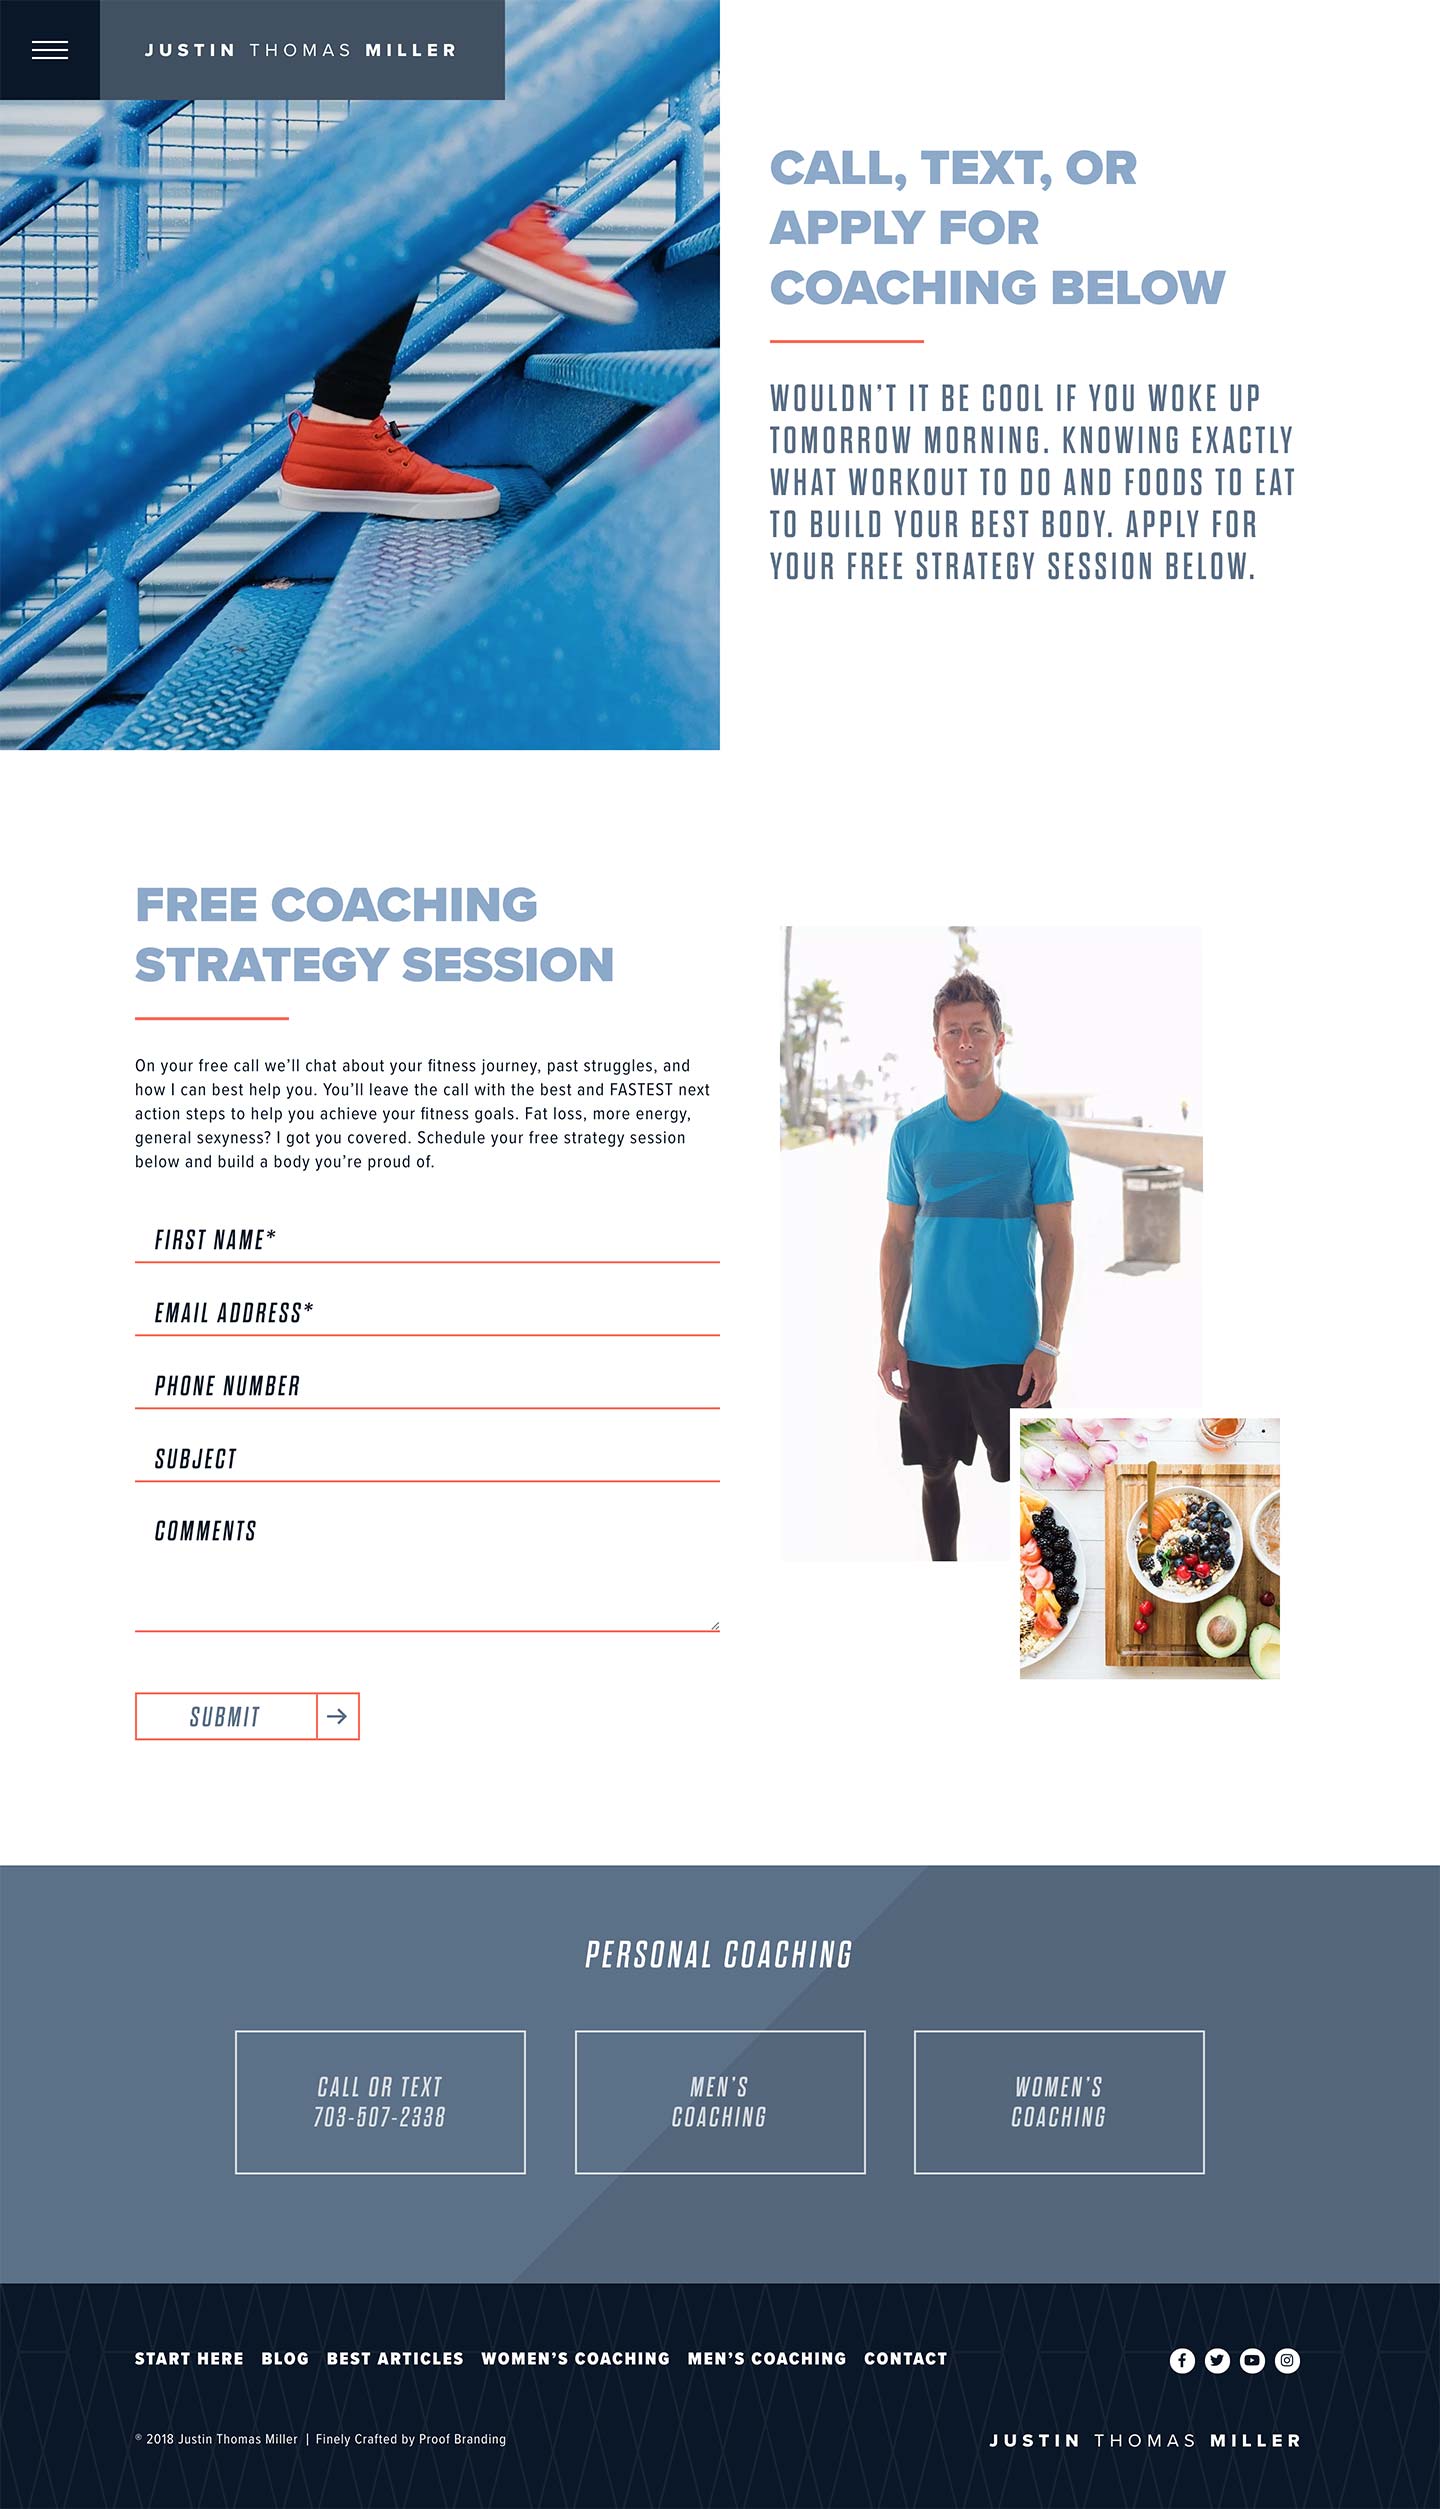 JUSTIN THOMAS MILLER
CALL, TEXT, OR
APPLY FOR
COACHING BELOW
WOULDN’T IT BE COOL IF YOU WOKE UP
TOMORROW MORNING. KNOWING EXACTLY
WHAT WORKOUT TO DO AND FOODS TO EAT
TO BUILD YOUR BEST BODY. APPLY FOR
YOUR FREE STRATEGY SESSION BELOW.
FREE COACHING
STRATEGY SESSION
On your free call we’ll chat about your fitness journey, past struggles, and
how I can best help you. You’ll leave the call with the best and FASTEST next
action steps to help you achieve your fitness goals. Fat loss, more energy,
general sexyness? I got you covered. Schedule your free strategy session
below and build a body you’re proud of.
FIRST NAME*
EMAIL ADDRESS*
PHONE NUMBER
SUBJECT
COMMENTS
SUBMIT
PERSONAL COACHING
CALL OR TEXT
703-507-2338
MEN’S
COACHING
WOMEN’S
COACHING
START HERE BLOG BEST ARTICLES WOMEN’S COACHING MEN’S COACHING CONTACT
© 2018 Justin Thomas Miller | Finely Crafted by Proof Branding
JUSTIN THOMAS MILLER